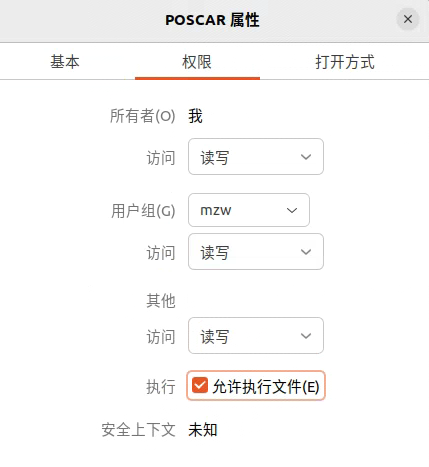 POSCAR 属性
基本 权限 打开方式
所有者(O) 我
访问 读写
用户组(G) mzw
访问 读写
其他
访问 读写
执行 允许执行文件(E)
安全上下文 未知